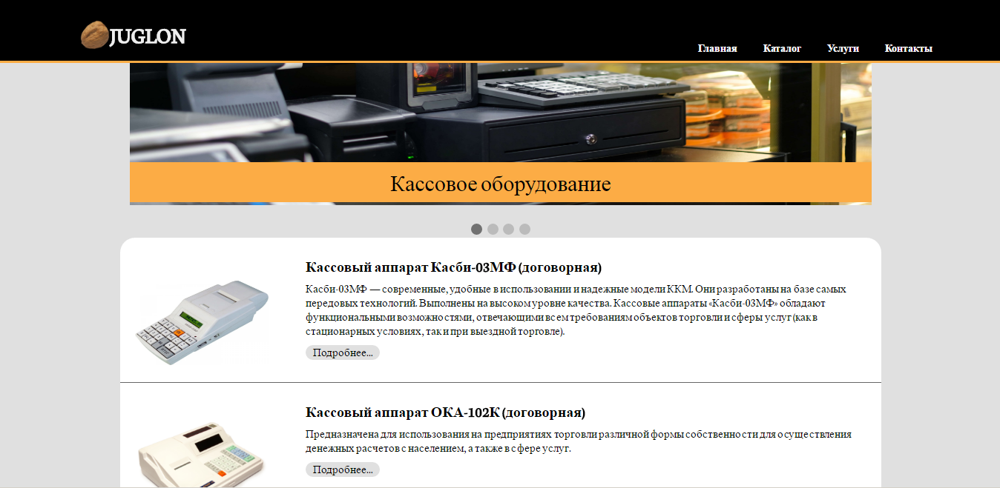 JUGLON
Главная Каталог Услуги Контакты
Кассовое оборудование
Кассовый аппарат Касби-03МФ (договорная)
Касби-03МФ — современные, удобные в использовании и надежные модели ККМ. Они разработаны на базе самых
передовых технологий. Выполнены на высоком уровне качества. Кассовые аппараты «Касби-03МФ» обладают
функциональными возможностями, отвечающими всем требованиям объектов торговли и сферы услуг (как в
стационарных условиях, так и при выездной торговле).
Подробнее...
Кассовый аппарат ОКА-102К (договорная)
Предназначена для использования на предприятиях торговли различной формы собственности для осуществления
денежных расчетов с населением, а также в сфере услуг.
Подробнее...